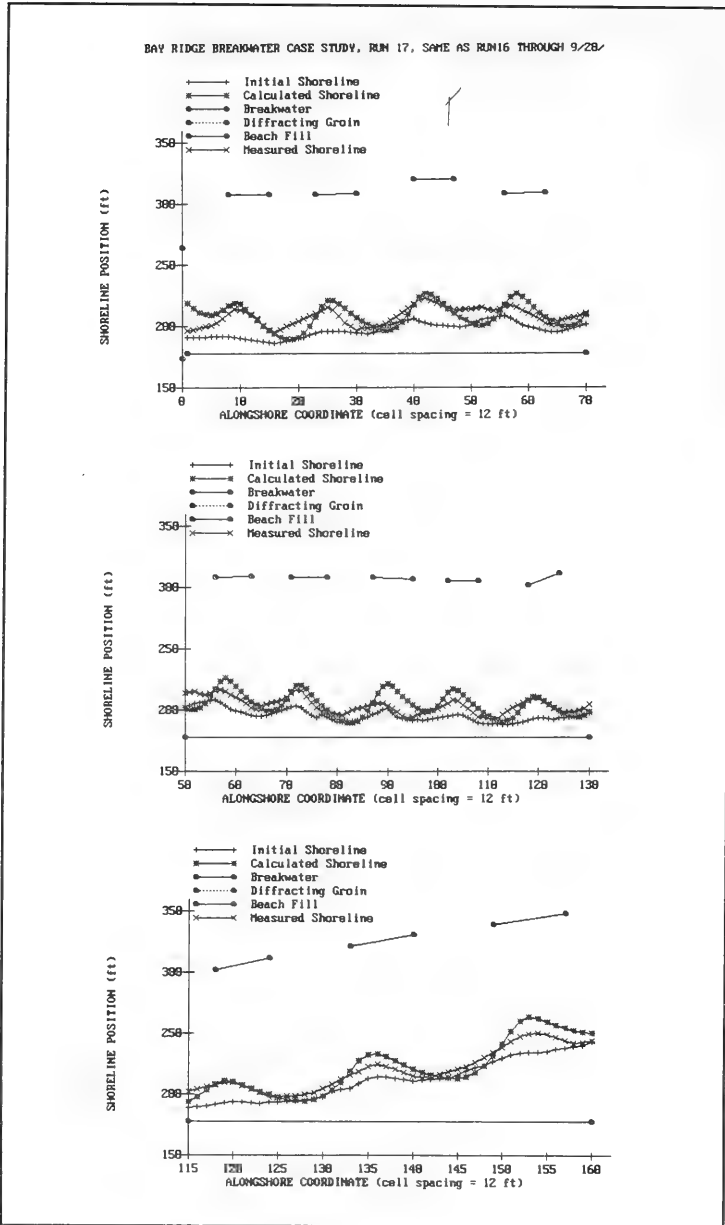 BAY RIDGE BREAKWATER CASE STUDY, RUN 17, SAME AS RUN16 THROUGH 9/28/
Initial Shoreline
Calculated Shoreline
Breakwater
Diffracting Groin
Beach Fill
Measured Shoreline
SHORELINE POSITION (ft)
350
300
250
200
150
0 10 20 30 40 50 60 70
ALONGSHORE COORDINATE (cell spacing = 12 ft)
Initial Shoreline
Calculated Shoreline
Breakwater
Diffracting Groin
Beach Fill
Measured Shoreline
SHORELINE POSITION (ft)
350
300
250
200
150
50 60 70 80 90 100 110 120 130
ALONGSHORE COORDINATE (cell spacing = 12 ft)
Initial Shoreline
Calculated Shoreline
Breakwater
Diffracting Groin
Beach Fill
Measured Shoreline
SHORELINE POSITION (ft)
350
300
250
200
150
115 120 125 130 135 140 145 150 155 160
ALONGSHORE COORDINATE (cell spacing = 12 ft)